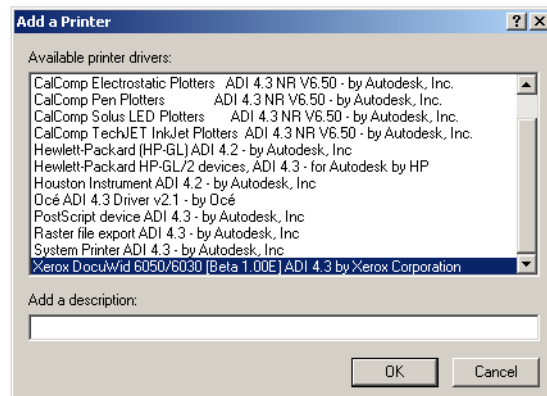 Add a Printer
Available printer drivers:
CalComp Electrostatic Plotters ADI 4.3 NR V6.50 - by Autodesk, Inc.
CalComp Pen Plotters ADI 4.3 NR V6.50 - by Autodesk, Inc.
CalComp Solus LED Plotters ADI 4.3 NR V6.50 - by Autodesk, Inc.
CalComp TechJET InkJet Plotters ADI 4.3 NR V6.50 - by Autodesk, Inc.
Hewlett-Packard (HP-GL) ADI 4.2 - by Autodesk, Inc
Hewlett-Packard HP-GL/2 devices, ADI 4.3 - for Autodesk by HP
Houston Instrument ADI 4.2 - by Autodesk, Inc
Océ ADI 4.3 Driver v2.1 - by Océ
PostScript device ADI 4.3 - by Autodesk, Inc
Raster file export ADI 4.3 - by Autodesk, Inc
System Printer ADI 4.3 - by Autodesk, Inc
Xerox DocuWid 6050/6030 [Beta 1.00E] ADI 4.3 by Xerox Corporation
Add a description:
OK Cancel